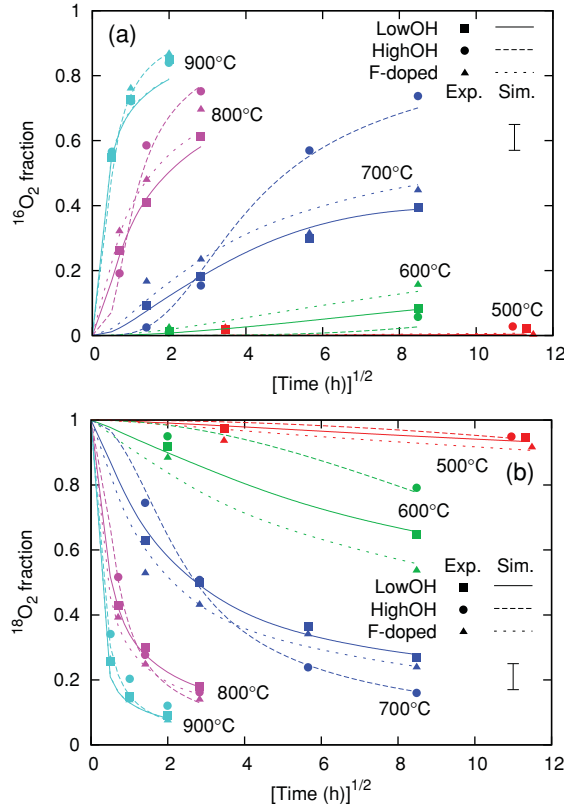 (a)
900°C
800°C
700°C
600°C
500°C
LowOH
HighOH
F-doped
Exp. Sim.
1
0.8
0.6
0.4
0.2
0
0 2 4 6 8 10 12
¹⁶O₂ fraction
[Time (h)]¹/²
(b)
500°C
600°C
Exp. Sim.
LowOH
HighOH
F-doped
800°C
700°C
900°C
1
0.8
0.6
0.4
0.2
0
0 2 4 6 8 10 12
¹⁸O₂ fraction
[Time (h)]¹/²